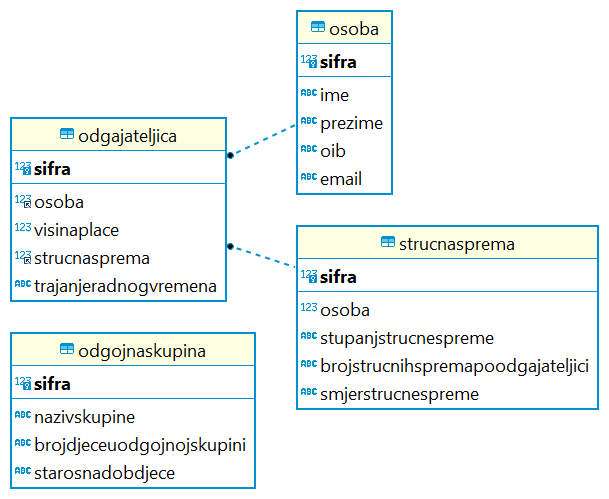 osoba
123 sifra
ABC ime
ABC prezime
ABC oib
ABC email
odgajateljica
123 sifra
123 osoba
123 visinaplace
123 strucnasprema
ABC trajanjeradnogvremena
strucnasprema
123 sifra
123 osoba
ABC stupanjstrucnespreme
ABC brojstrucnihspremapoodgajateljici
ABC smjerstrucnespreme
odgojnaskupina
123 sifra
ABC nazivskupine
ABC brojdjeceuodgojnojskupini
ABC starosnadobdjece